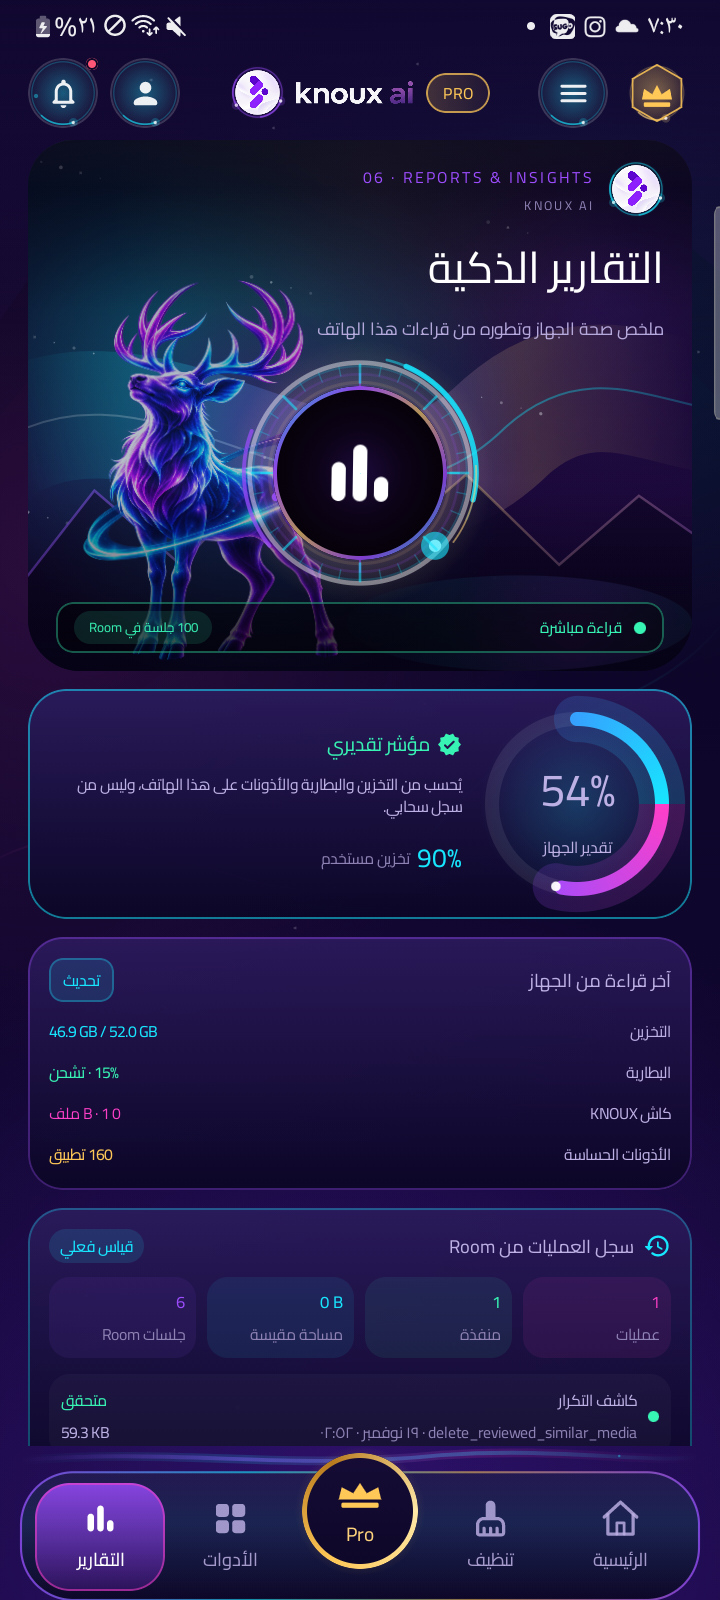 ٧:٣٠
%٢١
knoux ai PRO
06 · REPORTS & INSIGHTS
KNOUX AI
التقارير الذكية
ملخص صحة الجهاز وتطوره من قراءات هذا الهاتف
قراءة مباشرة
100 جلسة في Room
54%
تقدير الجهاز
مؤشر تقديري
يُحسب من التخزين والبطارية والأذونات على هذا الهاتف، وليس من
سجل سحابي.
90% تخزين مستخدم
آخر قراءة من الجهاز
تحديث
التخزين
46.9 GB / 52.0 GB
البطارية
15% · تشحن
كاش KNOUX
0 B · 1 ملف
الأذونات الحساسة
160 تطبيق
سجل العمليات من Room
قياس فعلي
1
عمليات
1
منفذة
0 B
مساحة مقيسة
6
جلسات Room
كاشف التكرار
متحقق
delete_reviewed_similar_media · ١٩ نوفمبر · ٠٢:٥٢
59.3 KB
الرئيسية
تنظيف
Pro
الأدوات
التقارير